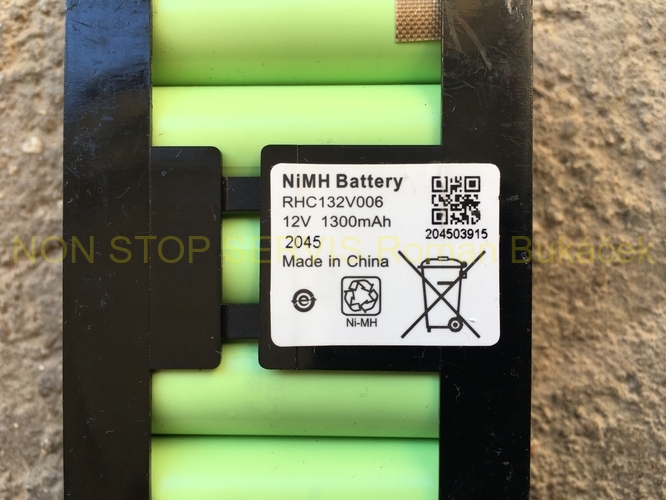 NiMH Battery
RHC132V006
12V 1300mAh
204503915
2045
NON STOP SERVIS Roman Bukáček
Made in China
Ni-MH